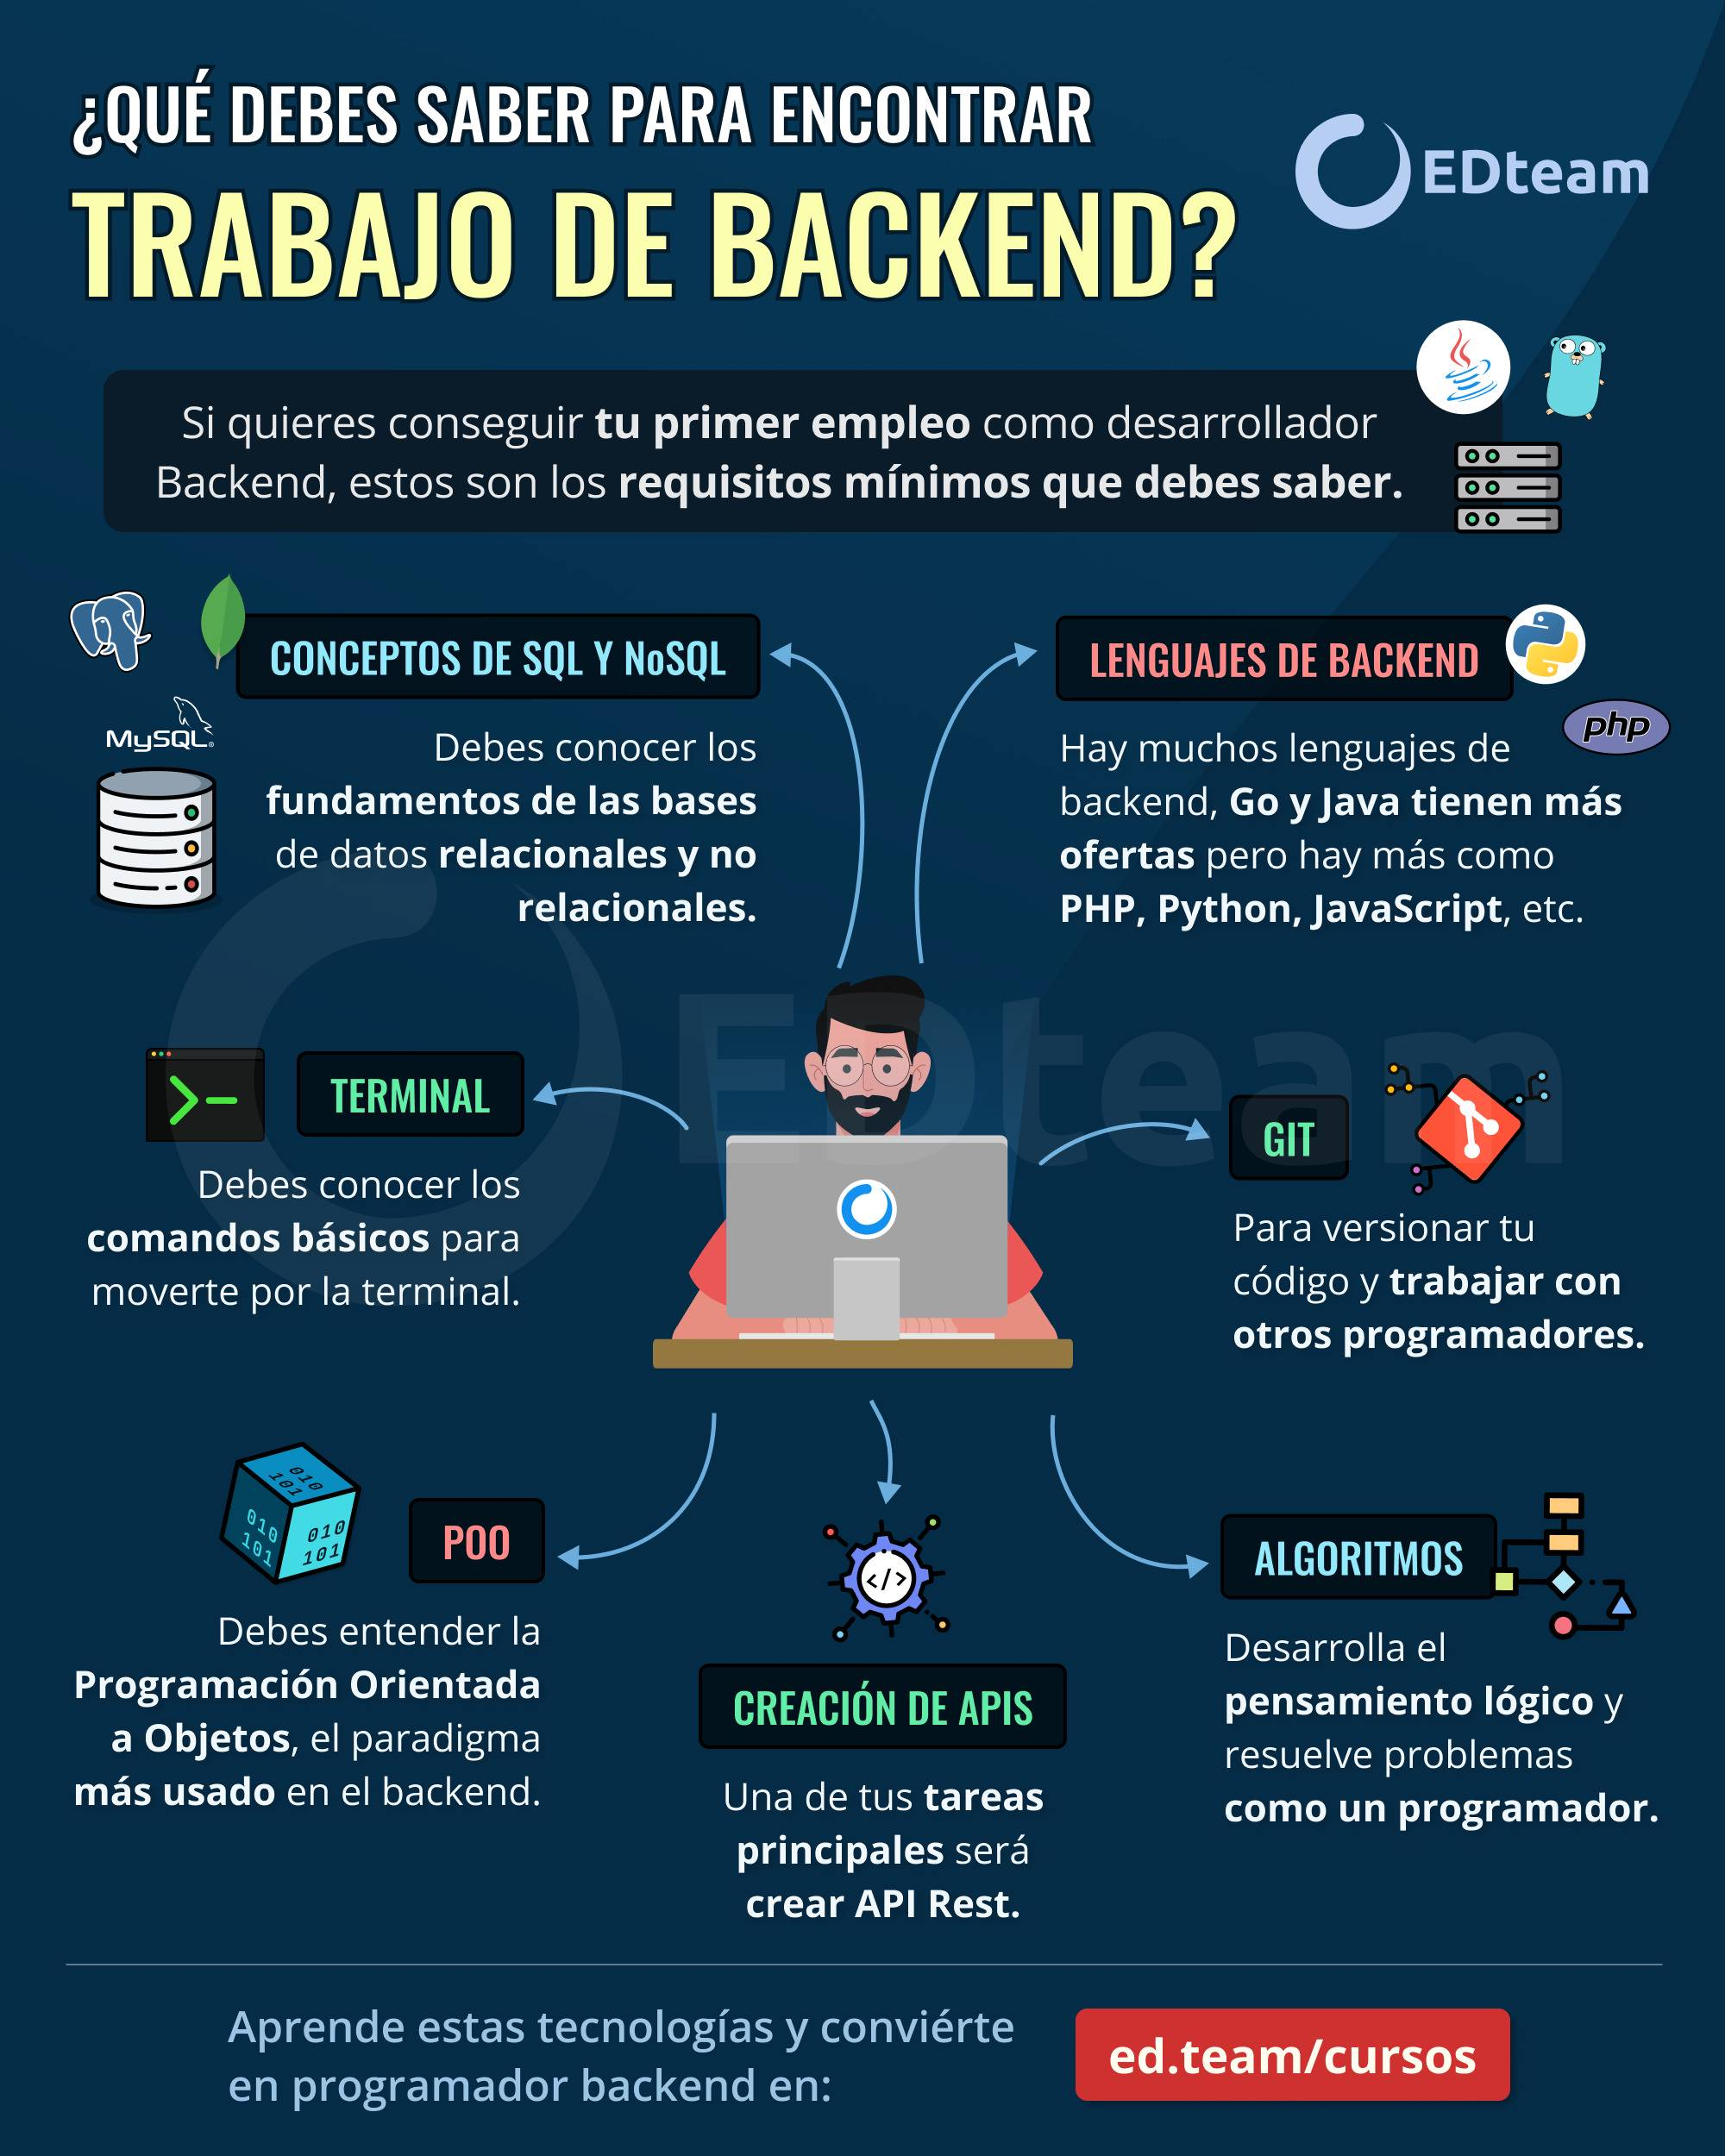 ¿QUÉ DEBES SABER PARA ENCONTRAR
TRABAJO DE BACKEND?
EDteam
Si quieres conseguir tu primer empleo como desarrollador
Backend, estos son los requisitos mínimos que debes saber.
CONCEPTOS DE SQL Y NoSQL
MySQL®
Debes conocer los
fundamentos de las bases
de datos relacionales y no
relacionales.
LENGUAJES DE BACKEND
php
Hay muchos lenguajes de
backend, Go y Java tienen más
ofertas pero hay más como
PHP, Python, JavaScript, etc.
EDteam
TERMINAL
Debes conocer los
comandos básicos para
moverte por la terminal.
GIT
Para versionar tu
código y trabajar con
otros programadores.
010
101
010
101
010
101
POO
Debes entender la
Programación Orientada
a Objetos, el paradigma
más usado en el backend.
</>
CREACIÓN DE APIS
Una de tus tareas
principales será
crear API Rest.
ALGORITMOS
Desarrolla el
pensamiento lógico y
resuelve problemas
como un programador.
Aprende estas tecnologías y conviérte
en programador backend en:
ed.team/cursos